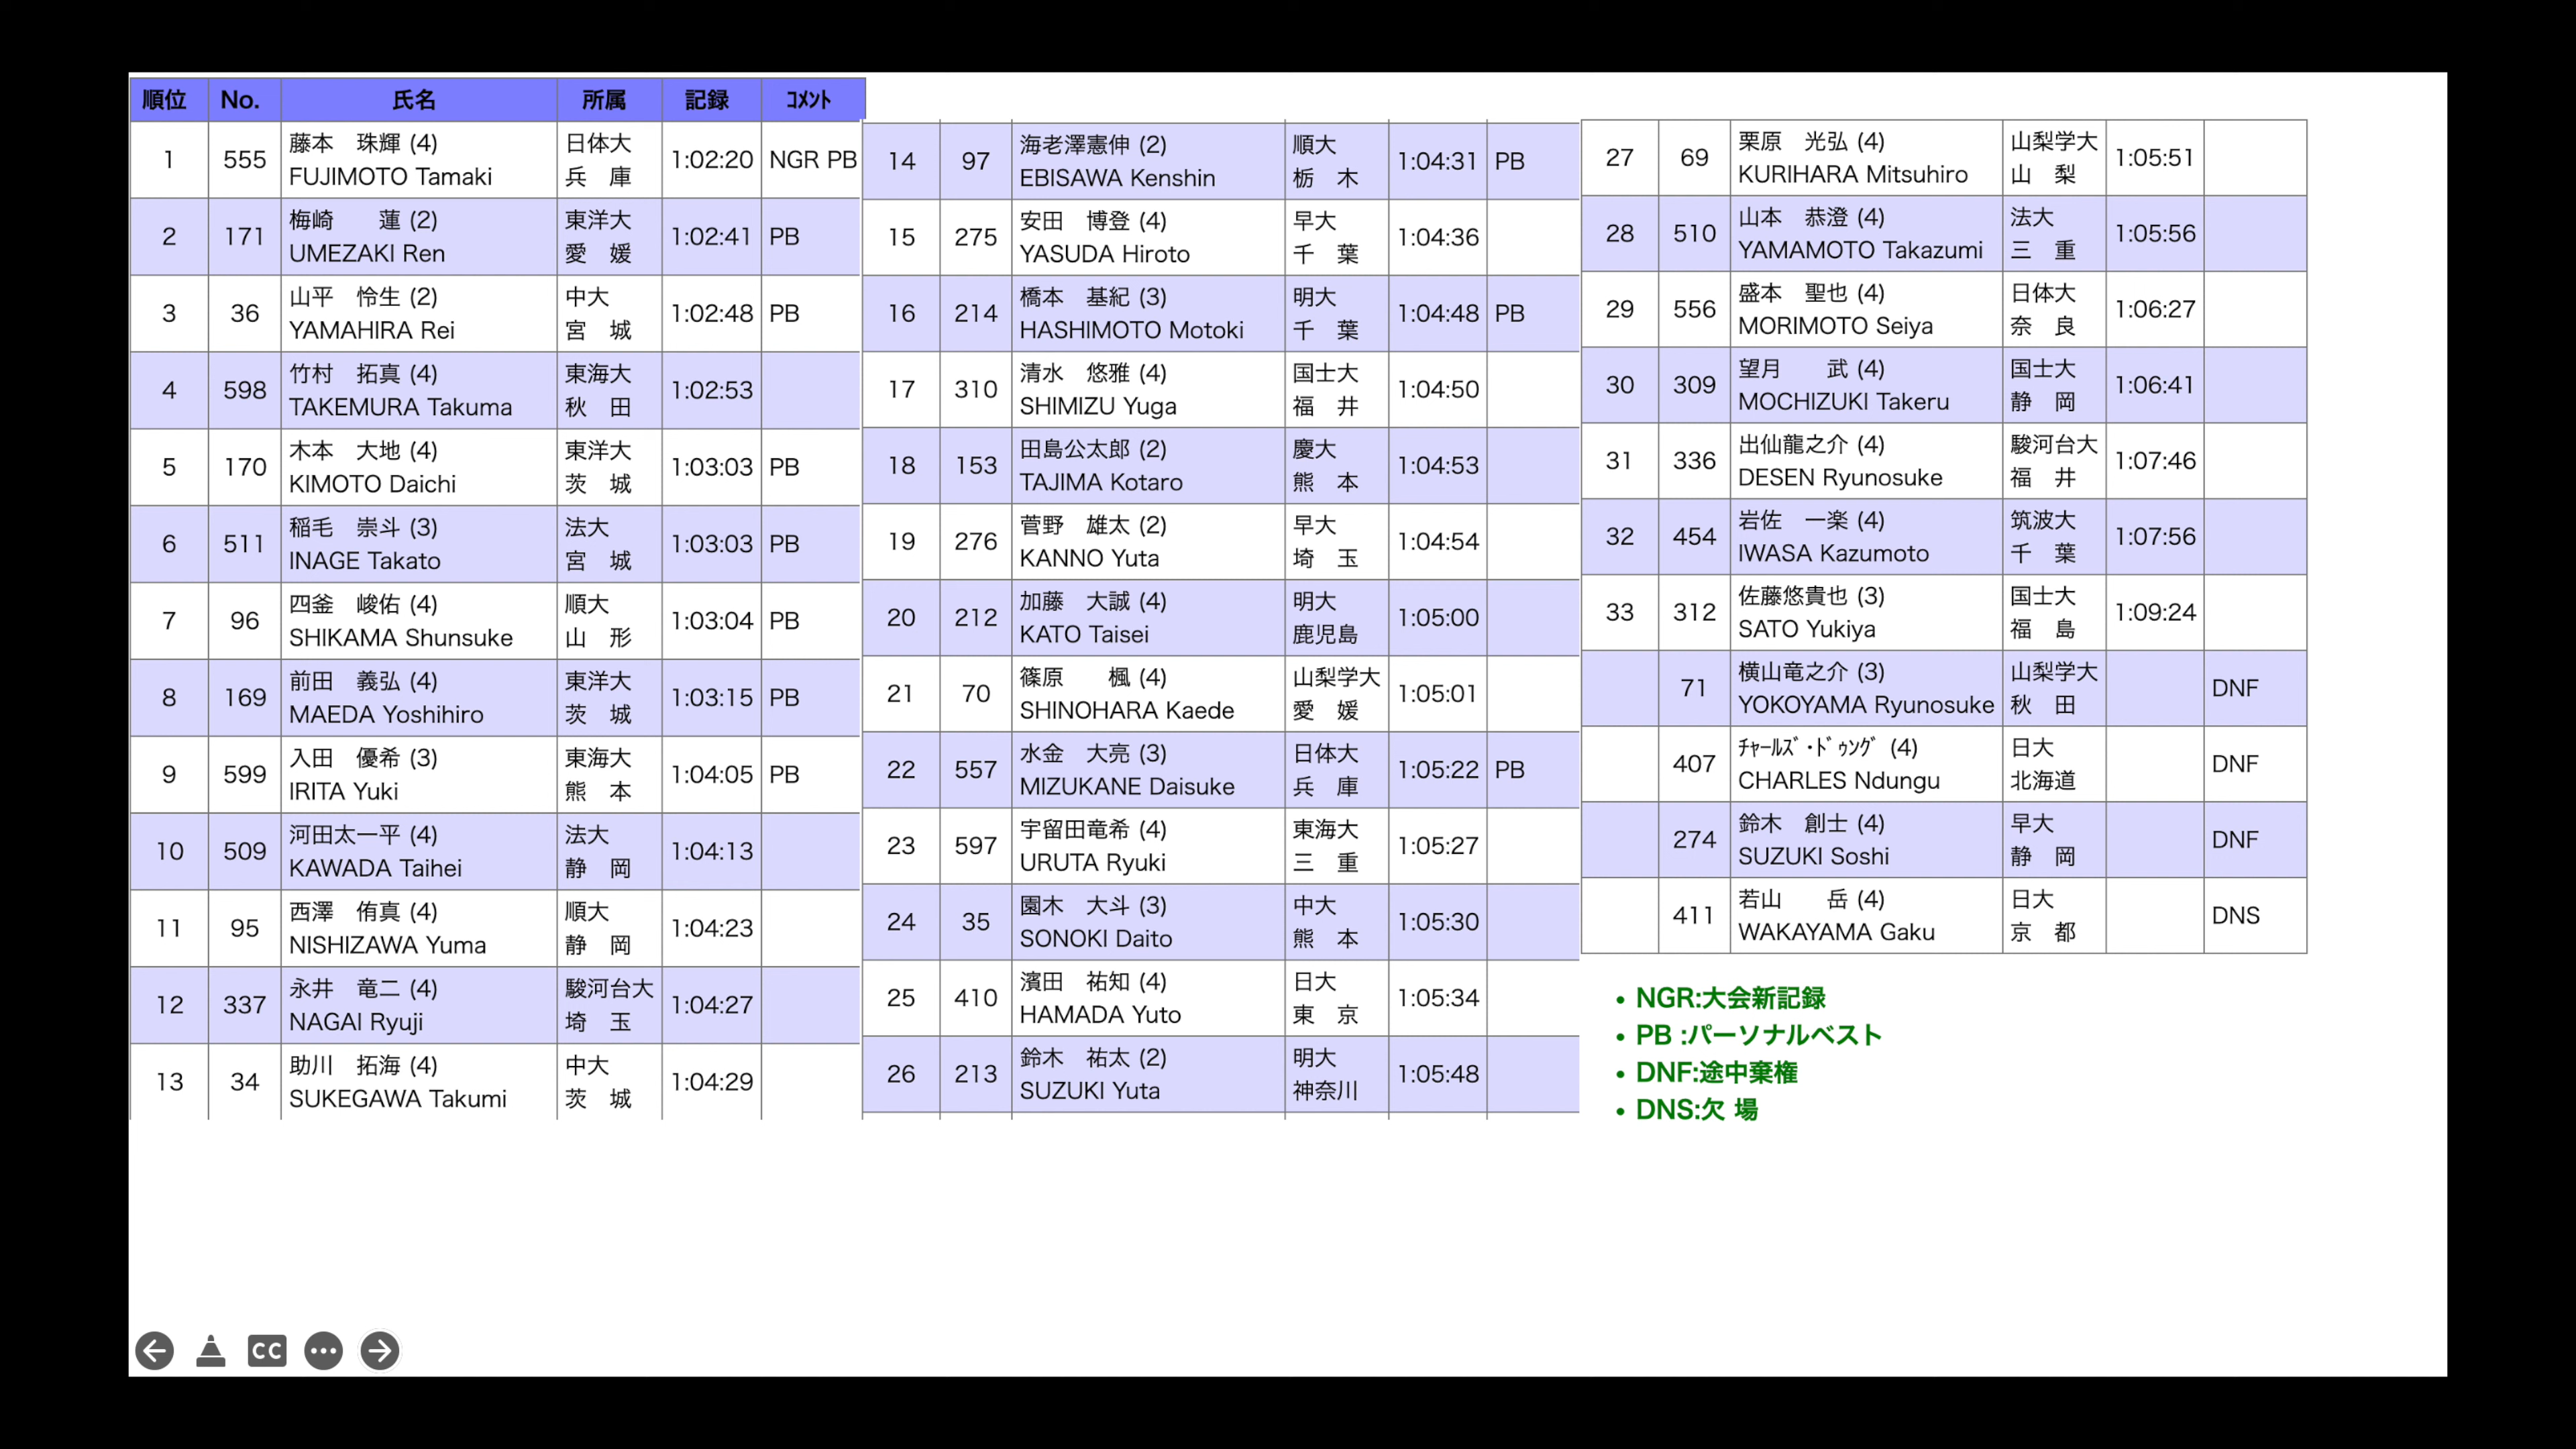 順位 No. 氏名 所属 記録 ｺﾒﾝﾄ
1 555 藤本　珠輝 (4) 日体大 1:02:20 NGR PB
FUJIMOTO Tamaki 兵　庫
2 171 梅崎　　蓮 (2) 東洋大 1:02:41 PB
UMEZAKI Ren 愛　媛
3 36 山平　怜生 (2) 中大 1:02:48 PB
YAMAHIRA Rei 宮　城
4 598 竹村　拓真 (4) 東海大 1:02:53
TAKEMURA Takuma 秋　田
5 170 木本　大地 (4) 東洋大 1:03:03 PB
KIMOTO Daichi 茨　城
6 511 稲毛　崇斗 (3) 法大 1:03:03 PB
INAGE Takato 宮　城
7 96 四釜　峻佑 (4) 順大 1:03:04 PB
SHIKAMA Shunsuke 山　形
8 169 前田　義弘 (4) 東洋大 1:03:15 PB
MAEDA Yoshihiro 茨　城
9 599 入田　優希 (3) 東海大 1:04:05 PB
IRITA Yuki 熊　本
10 509 河田太一平 (4) 法大 1:04:13
KAWADA Taihei 静　岡
11 95 西澤　侑真 (4) 順大 1:04:23
NISHIZAWA Yuma 静　岡
12 337 永井　竜二 (4) 駿河台大 1:04:27
NAGAI Ryuji 埼　玉
13 34 助川　拓海 (4) 中大 1:04:29
SUKEGAWA Takumi 茨　城
14 97 海老澤憲伸 (2) 順大 1:04:31 PB
EBISAWA Kenshin 栃　木
15 275 安田　博登 (4) 早大 1:04:36
YASUDA Hiroto 千　葉
16 214 橋本　基紀 (3) 明大 1:04:48 PB
HASHIMOTO Motoki 千　葉
17 310 清水　悠雅 (4) 国士大 1:04:50
SHIMIZU Yuga 福　井
18 153 田島公太郎 (2) 慶大 1:04:53
TAJIMA Kotaro 熊　本
19 276 菅野　雄太 (2) 早大 1:04:54
KANNO Yuta 埼　玉
20 212 加藤　大誠 (4) 明大 1:05:00
KATO Taisei 鹿児島
21 70 篠原　　楓 (4) 山梨学大 1:05:01
SHINOHARA Kaede 愛　媛
22 557 水金　大亮 (3) 日体大 1:05:22 PB
MIZUKANE Daisuke 兵　庫
23 597 宇留田竜希 (4) 東海大 1:05:27
URUTA Ryuki 三　重
24 35 園木　大斗 (3) 中大 1:05:30
SONOKI Daito 熊　本
25 410 濱田　祐知 (4) 日大 1:05:34
HAMADA Yuto 東　京
26 213 鈴木　祐太 (2) 明大 1:05:48
SUZUKI Yuta 神奈川
27 69 栗原　光弘 (4) 山梨学大 1:05:51
KURIHARA Mitsuhiro 山　梨
28 510 山本　恭澄 (4) 法大 1:05:56
YAMAMOTO Takazumi 三　重
29 556 盛本　聖也 (4) 日体大 1:06:27
MORIMOTO Seiya 奈　良
30 309 望月　　武 (4) 国士大 1:06:41
MOCHIZUKI Takeru 静　岡
31 336 出仙龍之介 (4) 駿河台大 1:07:46
DESEN Ryunosuke 福　井
32 454 岩佐　一楽 (4) 筑波大 1:07:56
IWASA Kazumoto 千　葉
33 312 佐藤悠貴也 (3) 国士大 1:09:24
SATO Yukiya 福　島
71 横山竜之介 (3) 山梨学大 DNF
YOKOYAMA Ryunosuke 秋　田
407 ﾁｬｰﾙｽﾞ･ﾄﾞｩﾝｸﾞ (4) 日大 DNF
CHARLES Ndungu 北海道
274 鈴木　創士 (4) 早大 DNF
SUZUKI Soshi 静　岡
411 若山　　岳 (4) 日大 DNS
WAKAYAMA Gaku 京　都
• NGR:大会新記録
• PB :パーソナルベスト
• DNF:途中棄権
• DNS:欠 場
CC